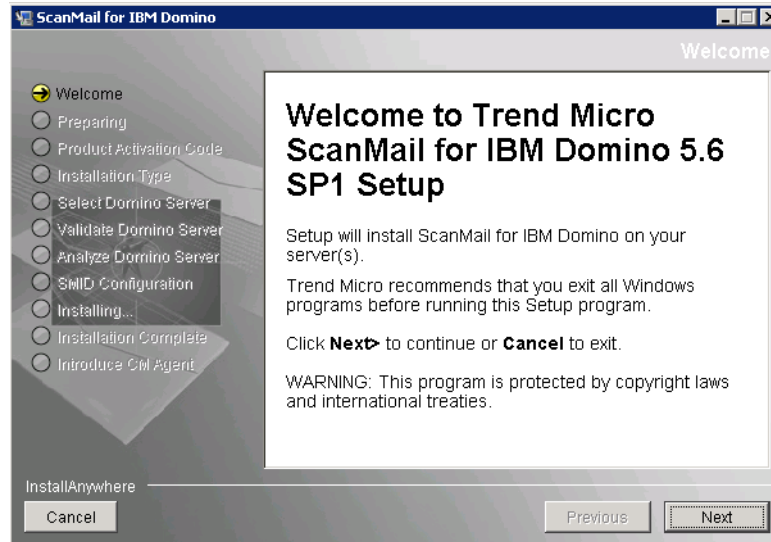 ScanMail for IBM Domino
Welcome
Welcome
Preparing
Product Activation Code
Installation Type
Select Domino Server
Validate Domino Server
Analyze Domino Server
SMID Configuration
Installing...
Installation Complete
Introduce CM Agent
Welcome to Trend Micro
ScanMail for IBM Domino 5.6
SP1 Setup
Setup will install ScanMail for IBM Domino on your
server(s).
Trend Micro recommends that you exit all Windows
programs before running this Setup program.
Click Next> to continue or Cancel to exit.
WARNING: This program is protected by copyright laws
and international treaties.
InstallAnywhere
Cancel
Previous
Next